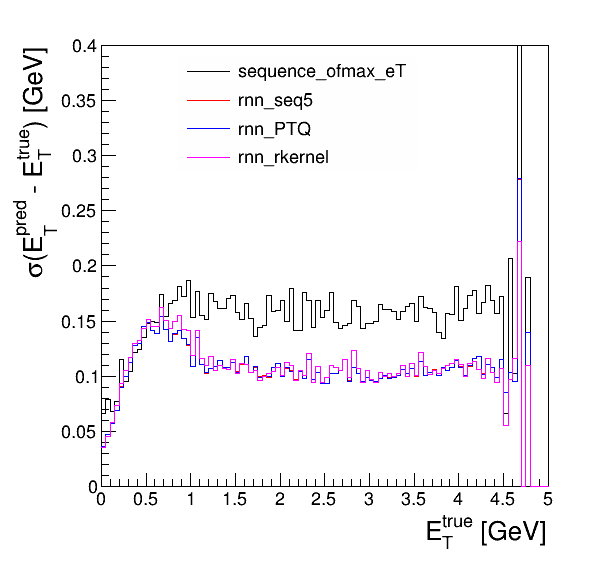 σ(E_T^pred - E_T^true) [GeV]
0.4
0.35
0.3
0.25
0.2
0.15
0.1
0.05
0
sequence_ofmax_eT
rnn_seq5
rnn_PTQ
rnn_rkernel
0 0.5 1 1.5 2 2.5 3 3.5 4 4.5 5
E_T^true [GeV]